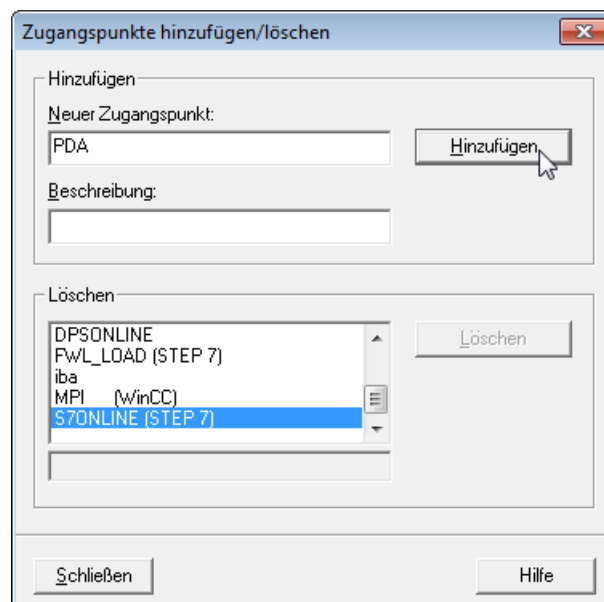 Zugangspunkte hinzufügen/löschen
Hinzufügen
Neuer Zugangspunkt:
PDA
Hinzufügen
Beschreibung:
Löschen
DPSONLINE
FWL_LOAD (STEP 7)
iba
MPI (WinCC)
S7ONLINE (STEP 7)
Löschen
Schließen
Hilfe